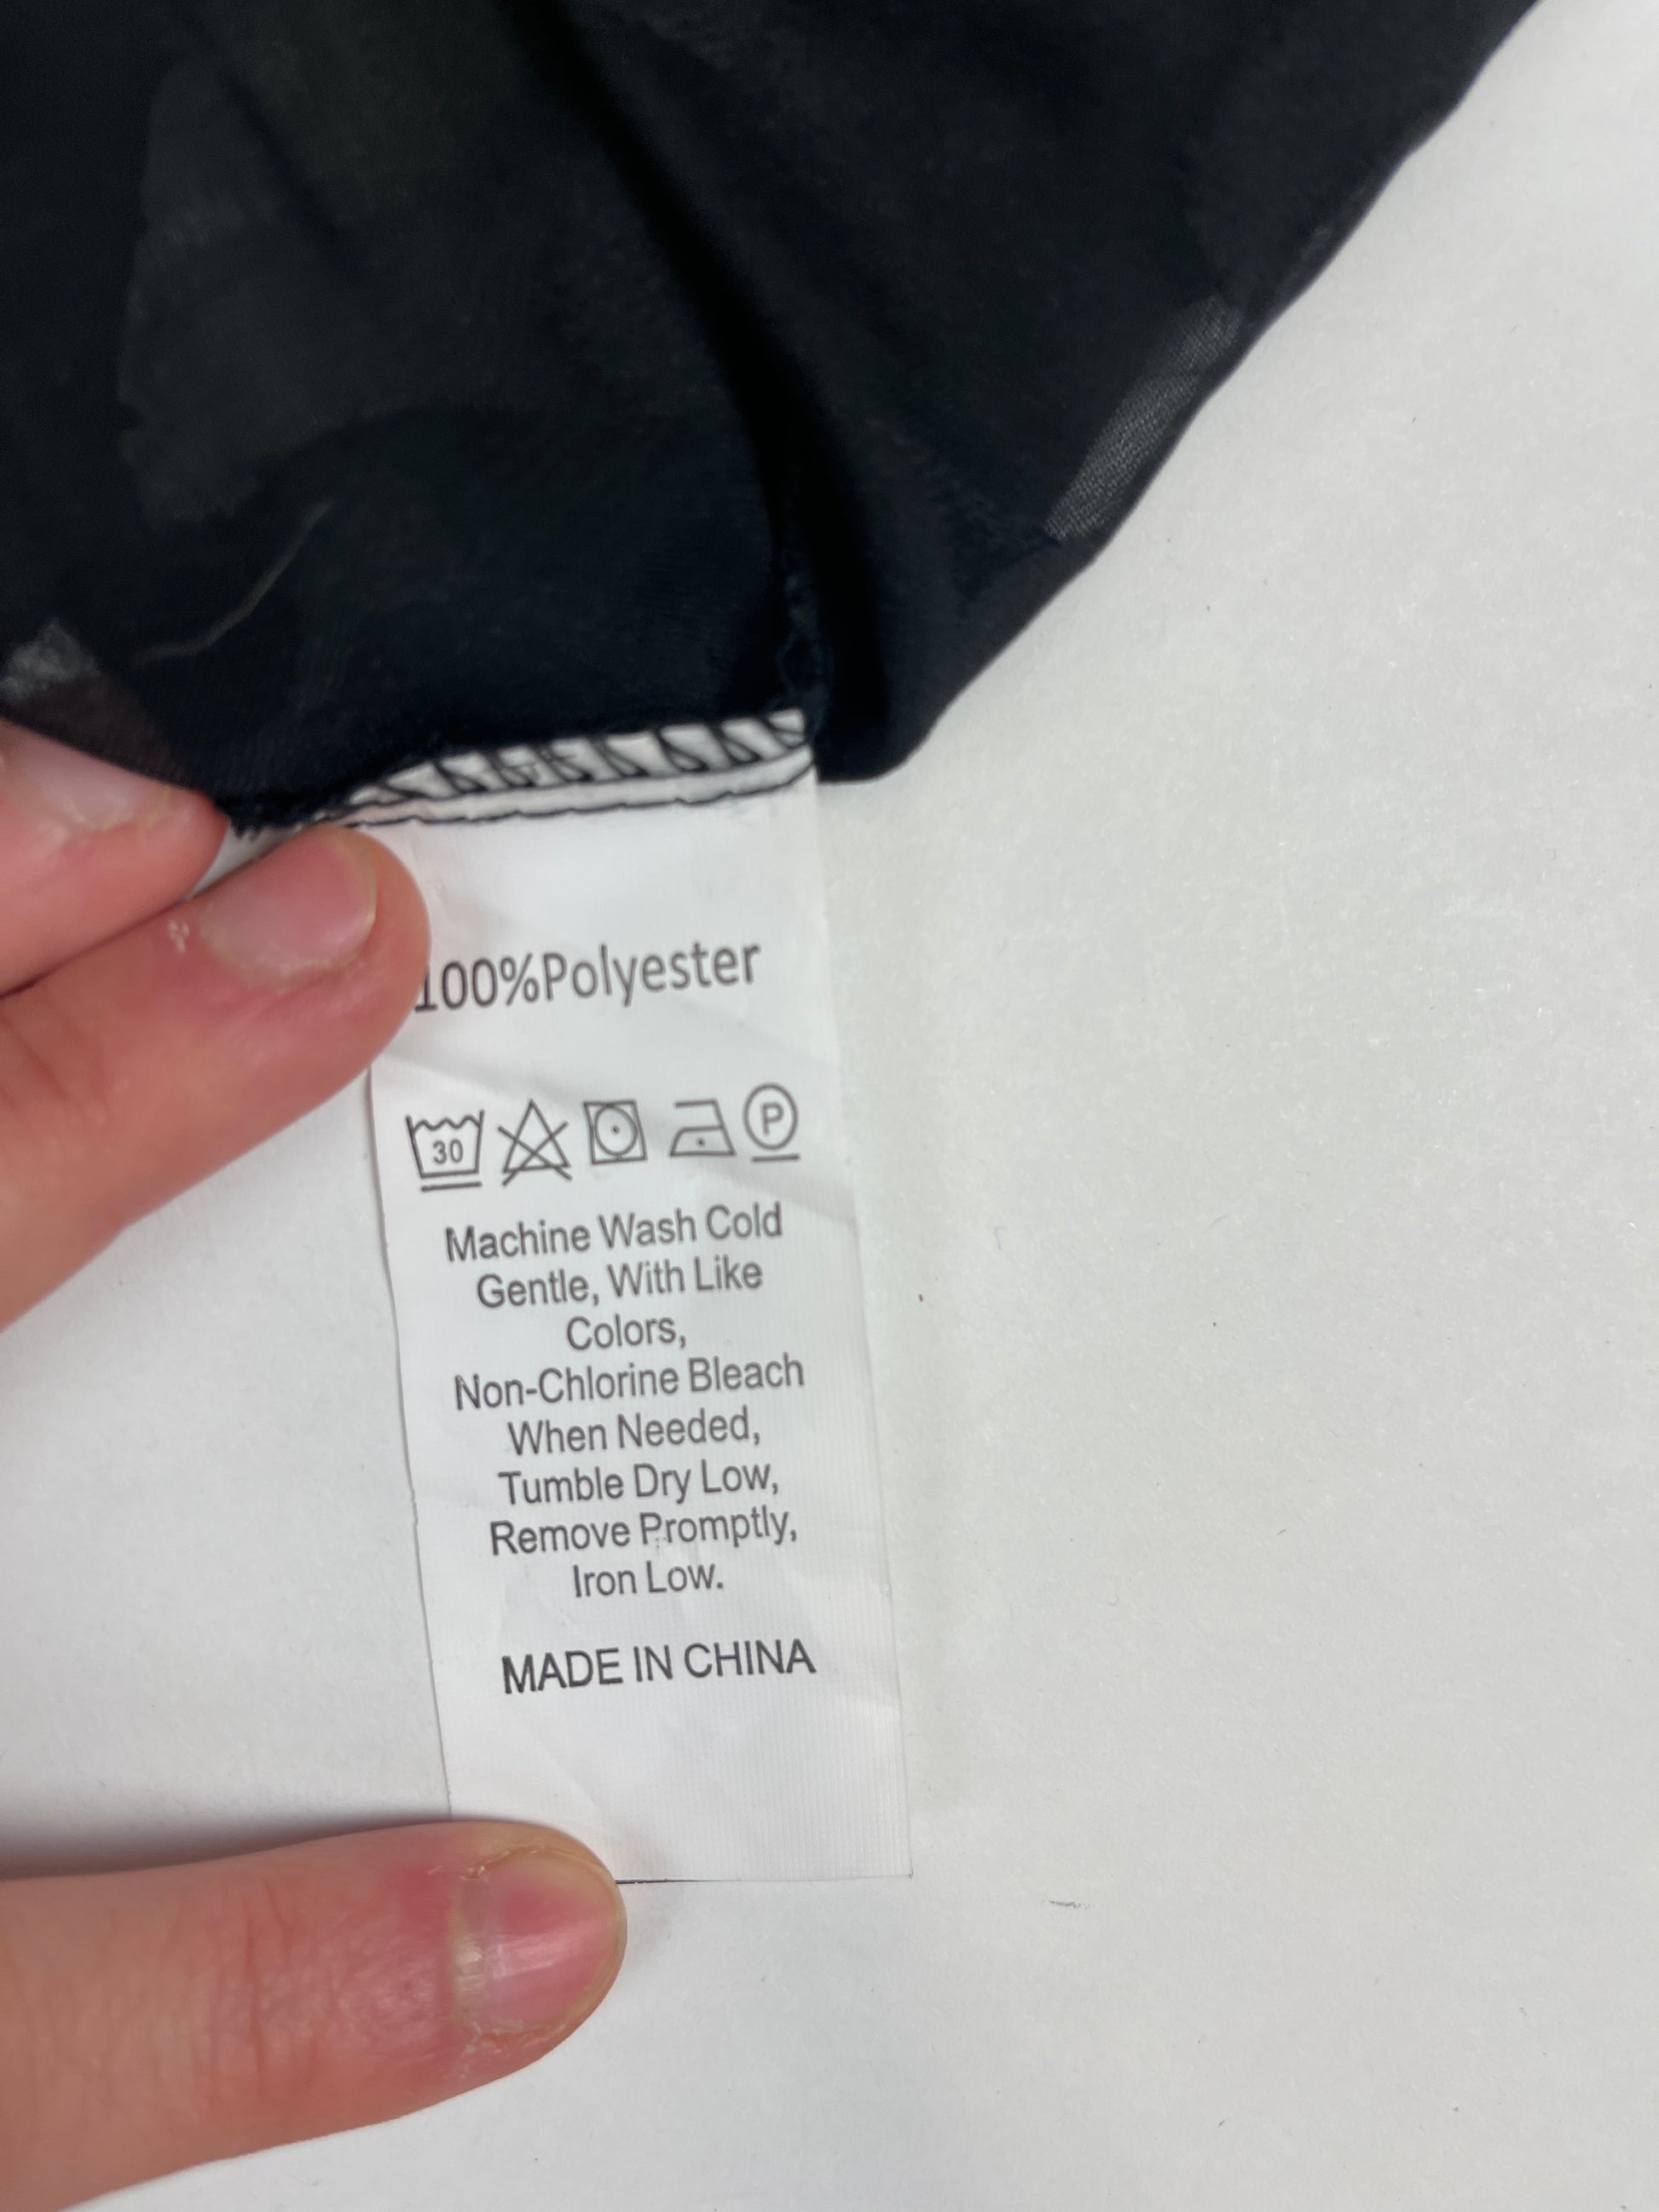 100%Polyester
30 P
Machine Wash Cold
Gentle, With Like
Colors,
Non-Chlorine Bleach
When Needed,
Tumble Dry Low,
Remove Promptly,
Iron Low.
MADE IN CHINA